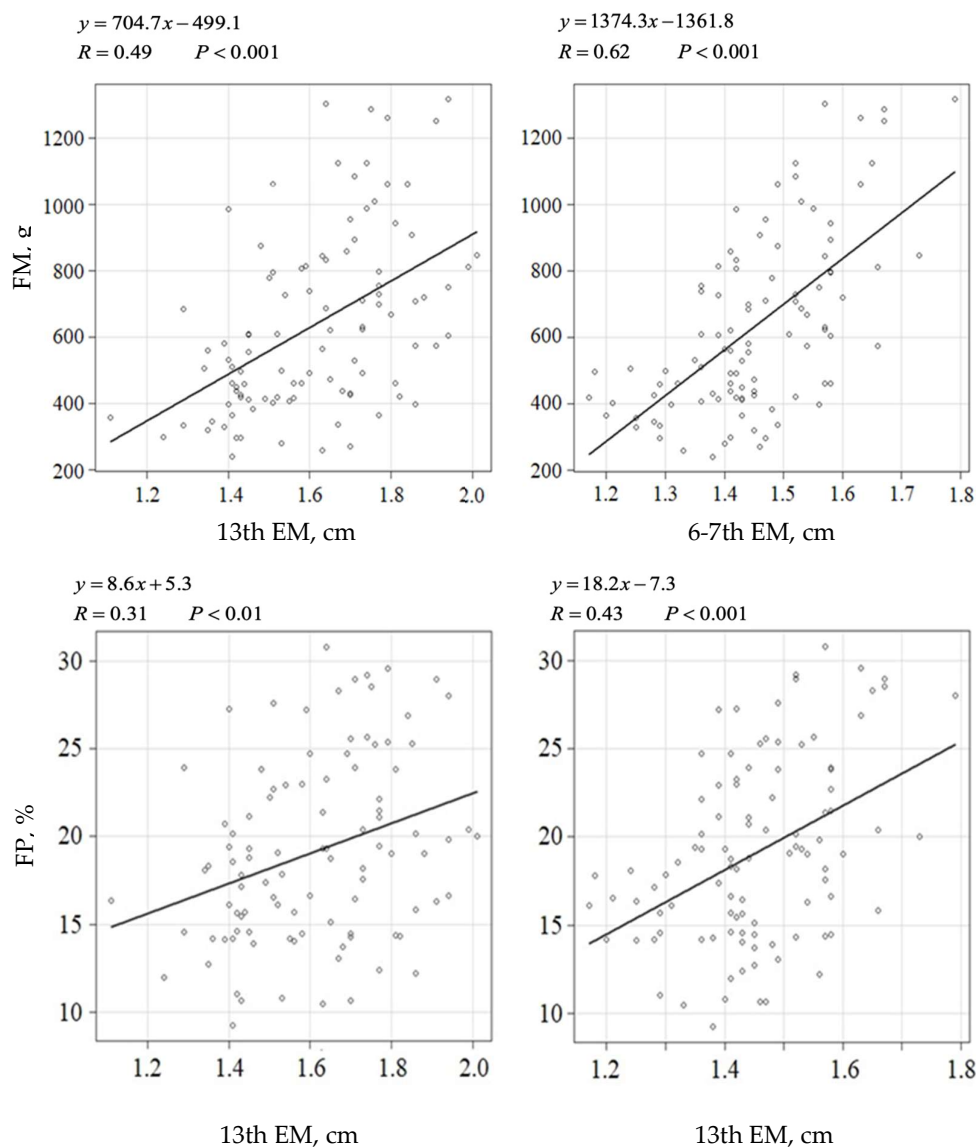 y = 704.7x − 499.1
R = 0.49 P < 0.001
y = 1374.3x − 1361.8
R = 0.62 P < 0.001
FM, g
1200
1000
800
600
400
200
1.2 1.4 1.6 1.8 2.0
13th EM, cm
1200
1000
800
600
400
200
1.2 1.3 1.4 1.5 1.6 1.7 1.8
6-7th EM, cm
y = 8.6x + 5.3
R = 0.31 P < 0.01
y = 18.2x − 7.3
R = 0.43 P < 0.001
FP, %
30
25
20
15
10
1.2 1.4 1.6 1.8 2.0
13th EM, cm
30
25
20
15
10
1.2 1.4 1.6 1.8
13th EM, cm